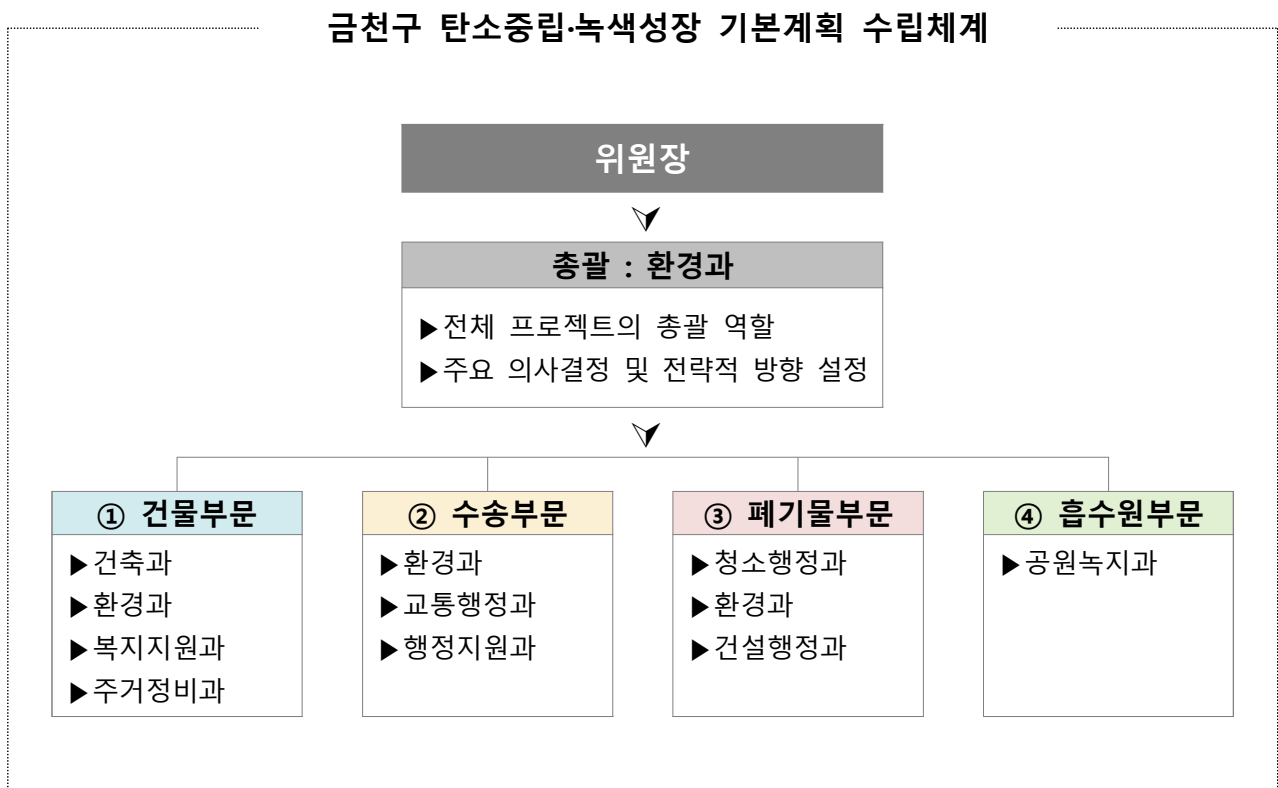 금천구 탄소중립·녹색성장 기본계획 수립체계
위원장
총괄 : 환경과
▶전체 프로젝트의 총괄 역할
▶주요 의사결정 및 전략적 방향 설정
① 건물부문
▶건축과
▶환경과
▶복지지원과
▶주거정비과
② 수송부문
▶환경과
▶교통행정과
▶행정지원과
③ 폐기물부문
▶청소행정과
▶환경과
▶건설행정과
④ 흡수원부문
▶공원녹지과